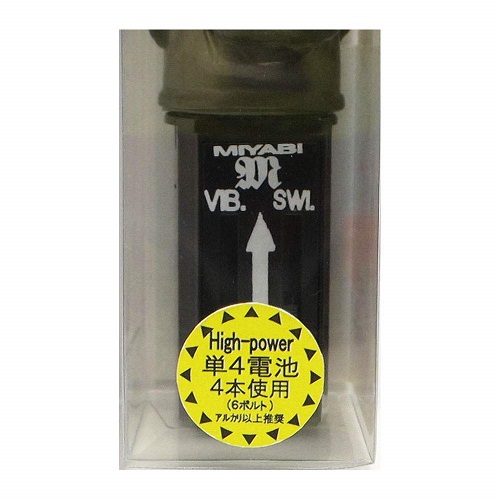 MIYABI
M
VIB. SWI.
High-power
単4電池
4本使用
(6ボルト)
アルカリ以上推奨